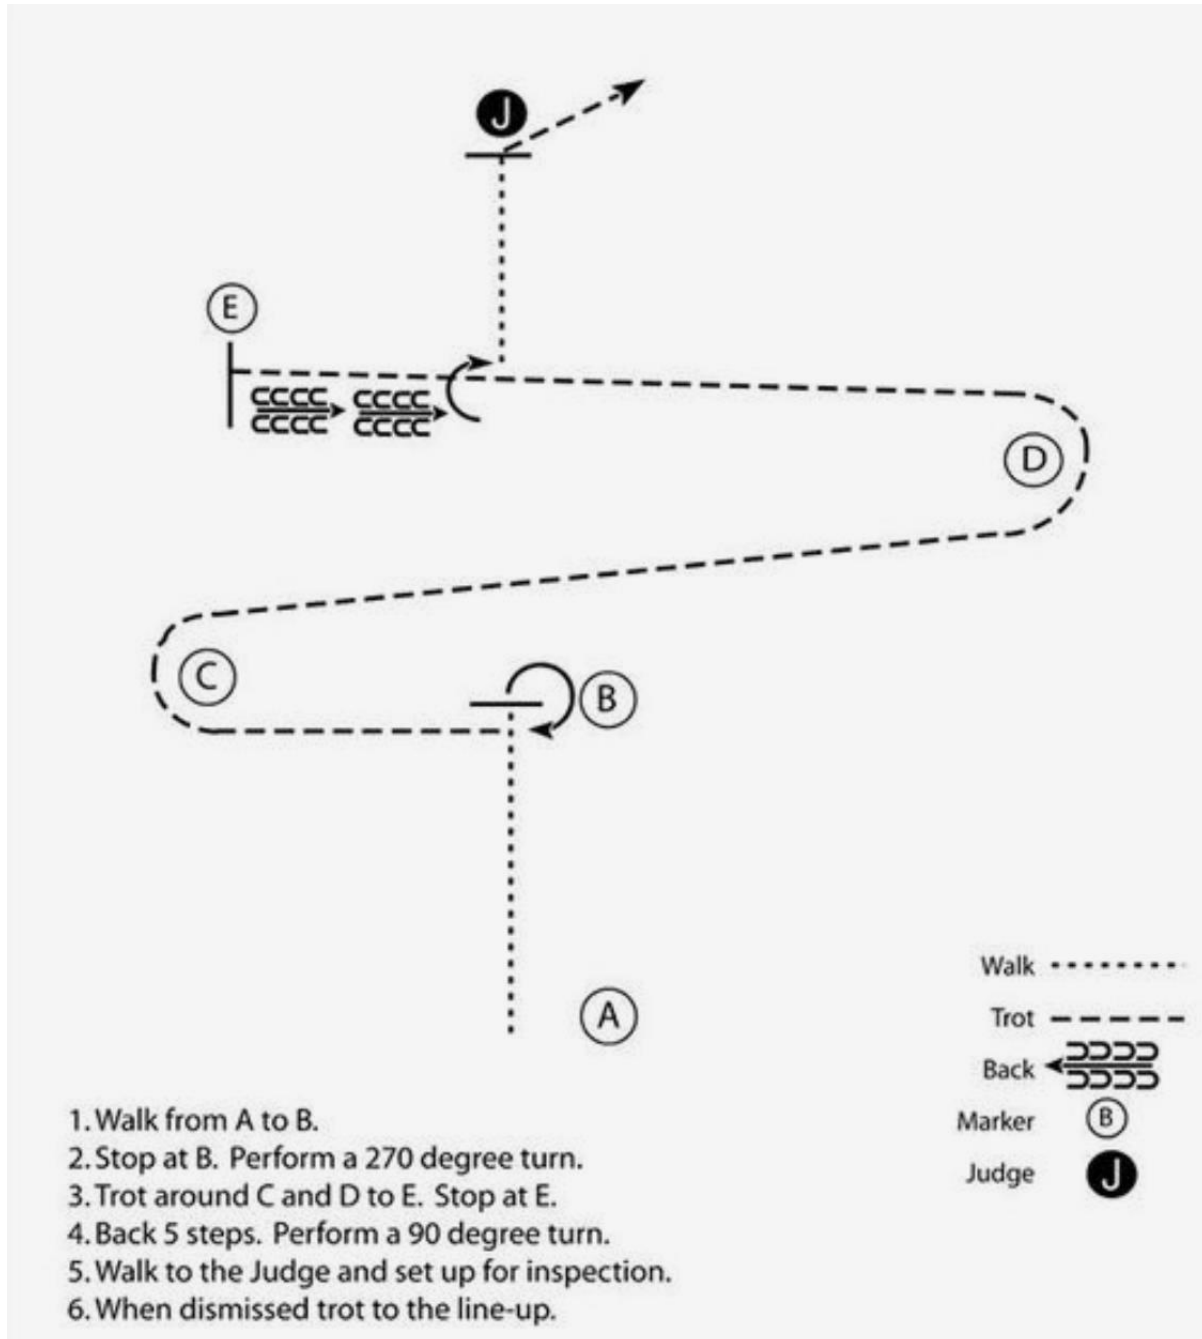 J
E
D
C
B
A
Walk
Trot
Back
Marker B
Judge J
1. Walk from A to B.
2. Stop at B. Perform a 270 degree turn.
3. Trot around C and D to E. Stop at E.
4. Back 5 steps. Perform a 90 degree turn.
5. Walk to the Judge and set up for inspection.
6. When dismissed trot to the line-up.